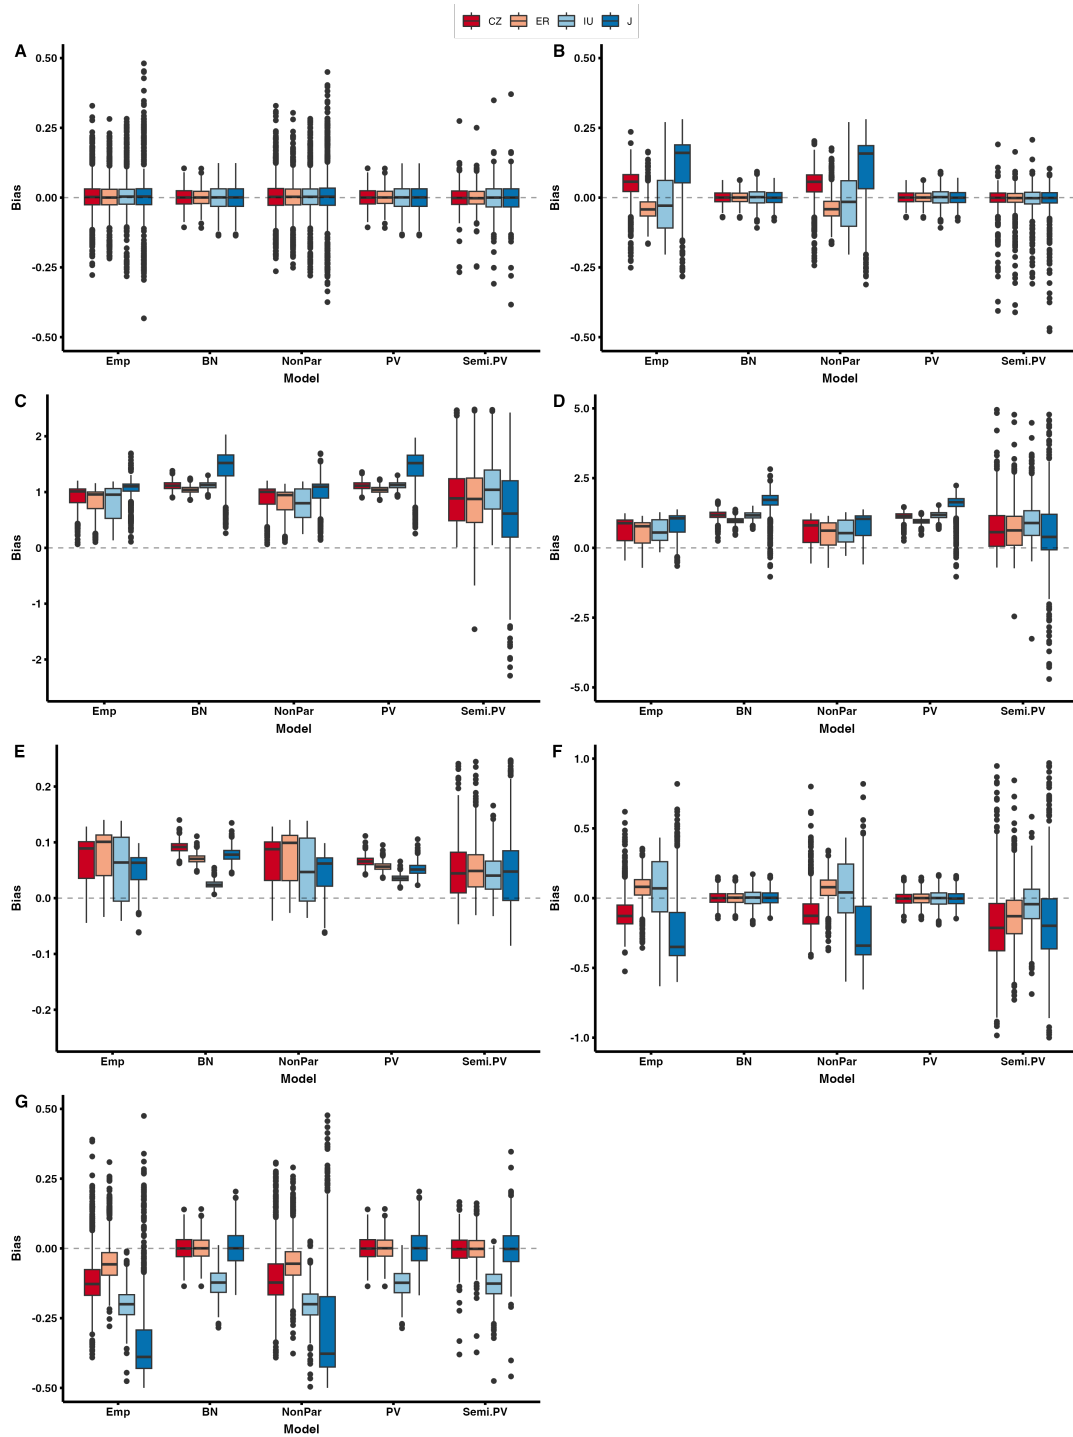 CZ ER IU J
A
0.50
0.25
0.00
-0.25
-0.50
Bias
Emp BN NonPar PV Semi.PV
Model
B
0.50
0.25
0.00
-0.25
-0.50
Bias
Emp BN NonPar PV Semi.PV
Model
C
2
1
0
-1
-2
Bias
Emp BN NonPar PV Semi.PV
Model
D
5.0
2.5
0.0
-2.5
-5.0
Bias
Emp BN NonPar PV Semi.PV
Model
E
0.2
0.1
0.0
-0.1
-0.2
Bias
Emp BN NonPar PV Semi.PV
Model
F
1.0
0.5
0.0
-0.5
-1.0
Bias
Emp BN NonPar PV Semi.PV
Model
G
0.50
0.25
0.00
-0.25
-0.50
Bias
Emp BN NonPar PV Semi.PV
Model